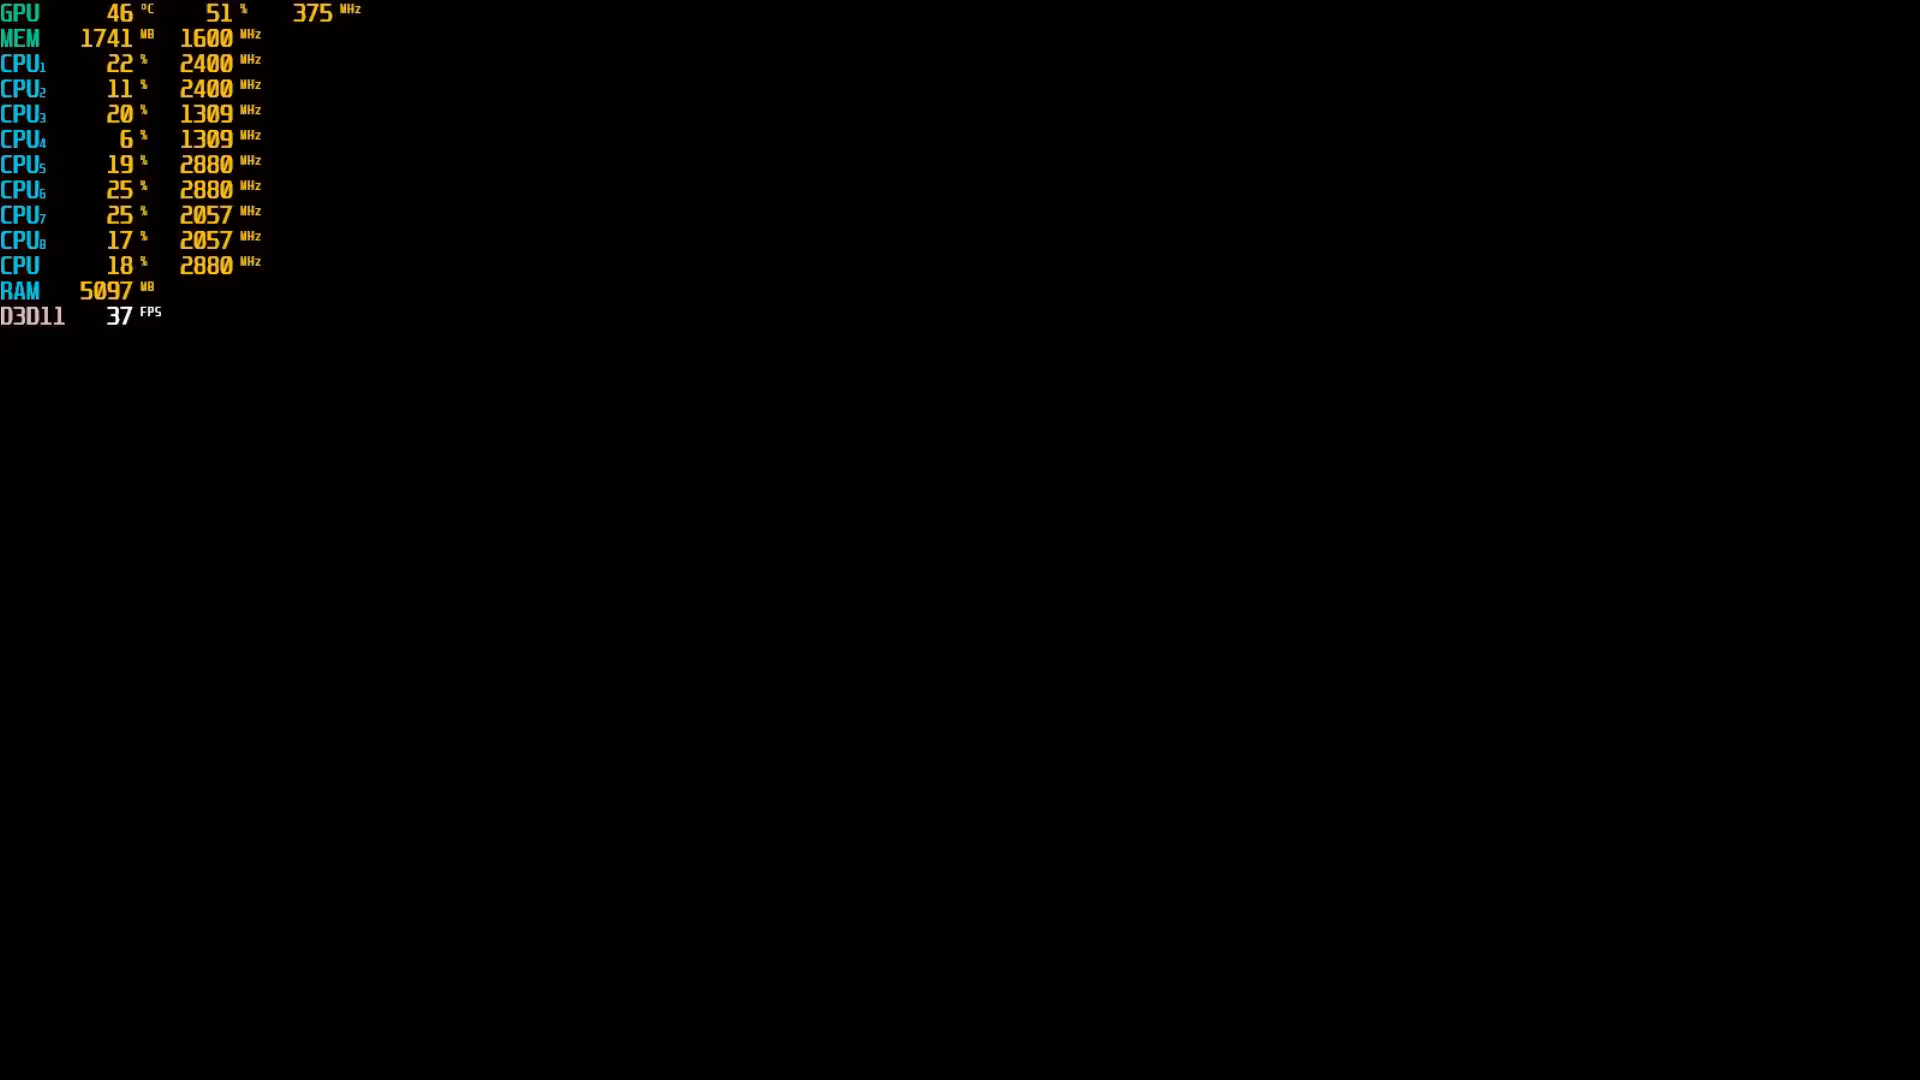 GPU 46 °C 51 % 375 MHz
MEM 1741 MB 1600 MHz
CPU1 22 % 2400 MHz
CPU2 11 % 2400 MHz
CPU3 20 % 1309 MHz
CPU4 6 % 1309 MHz
CPU5 19 % 2880 MHz
CPU6 25 % 2880 MHz
CPU7 25 % 2057 MHz
CPU8 17 % 2057 MHz
CPU 18 % 2880 MHz
RAM 5097 MB
D3D11 37 FPS